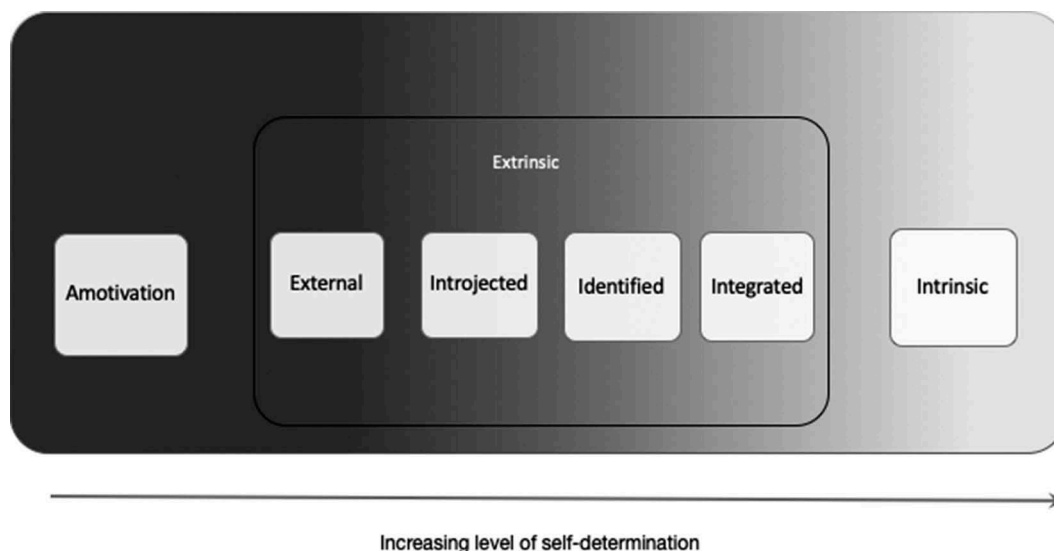 Extrinsic
Amotivation
External
Introjected
Identified
Integrated
Intrinsic
Increasing level of self-determination